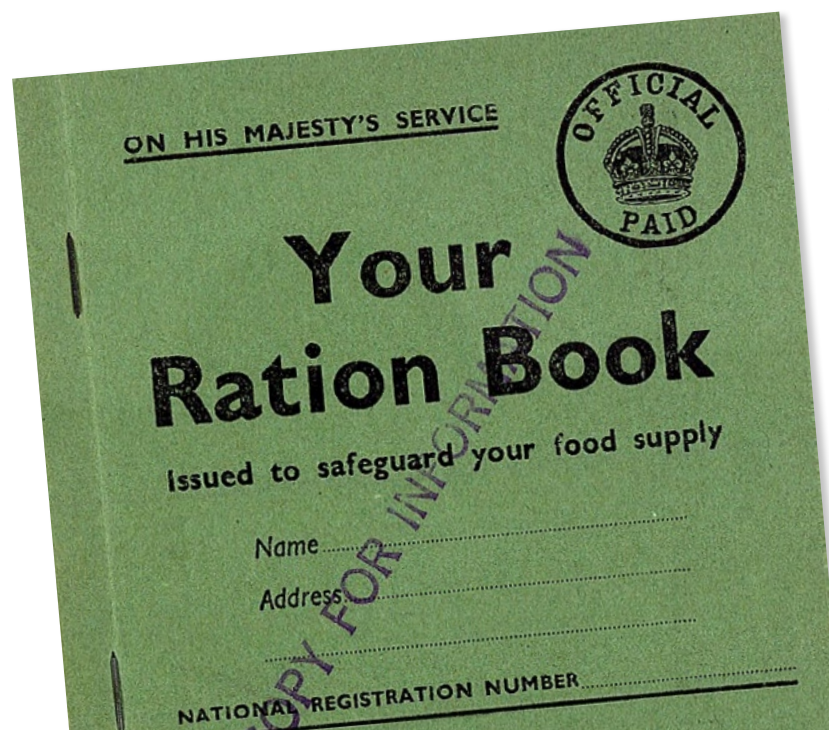 ON HIS MAJESTY'S SERVICE
OFFICIAL
PAID
Your
Ration Book
Issued to safeguard your food supply
Name
Address
NATIONAL REGISTRATION NUMBER
COPY FOR INFORMATION